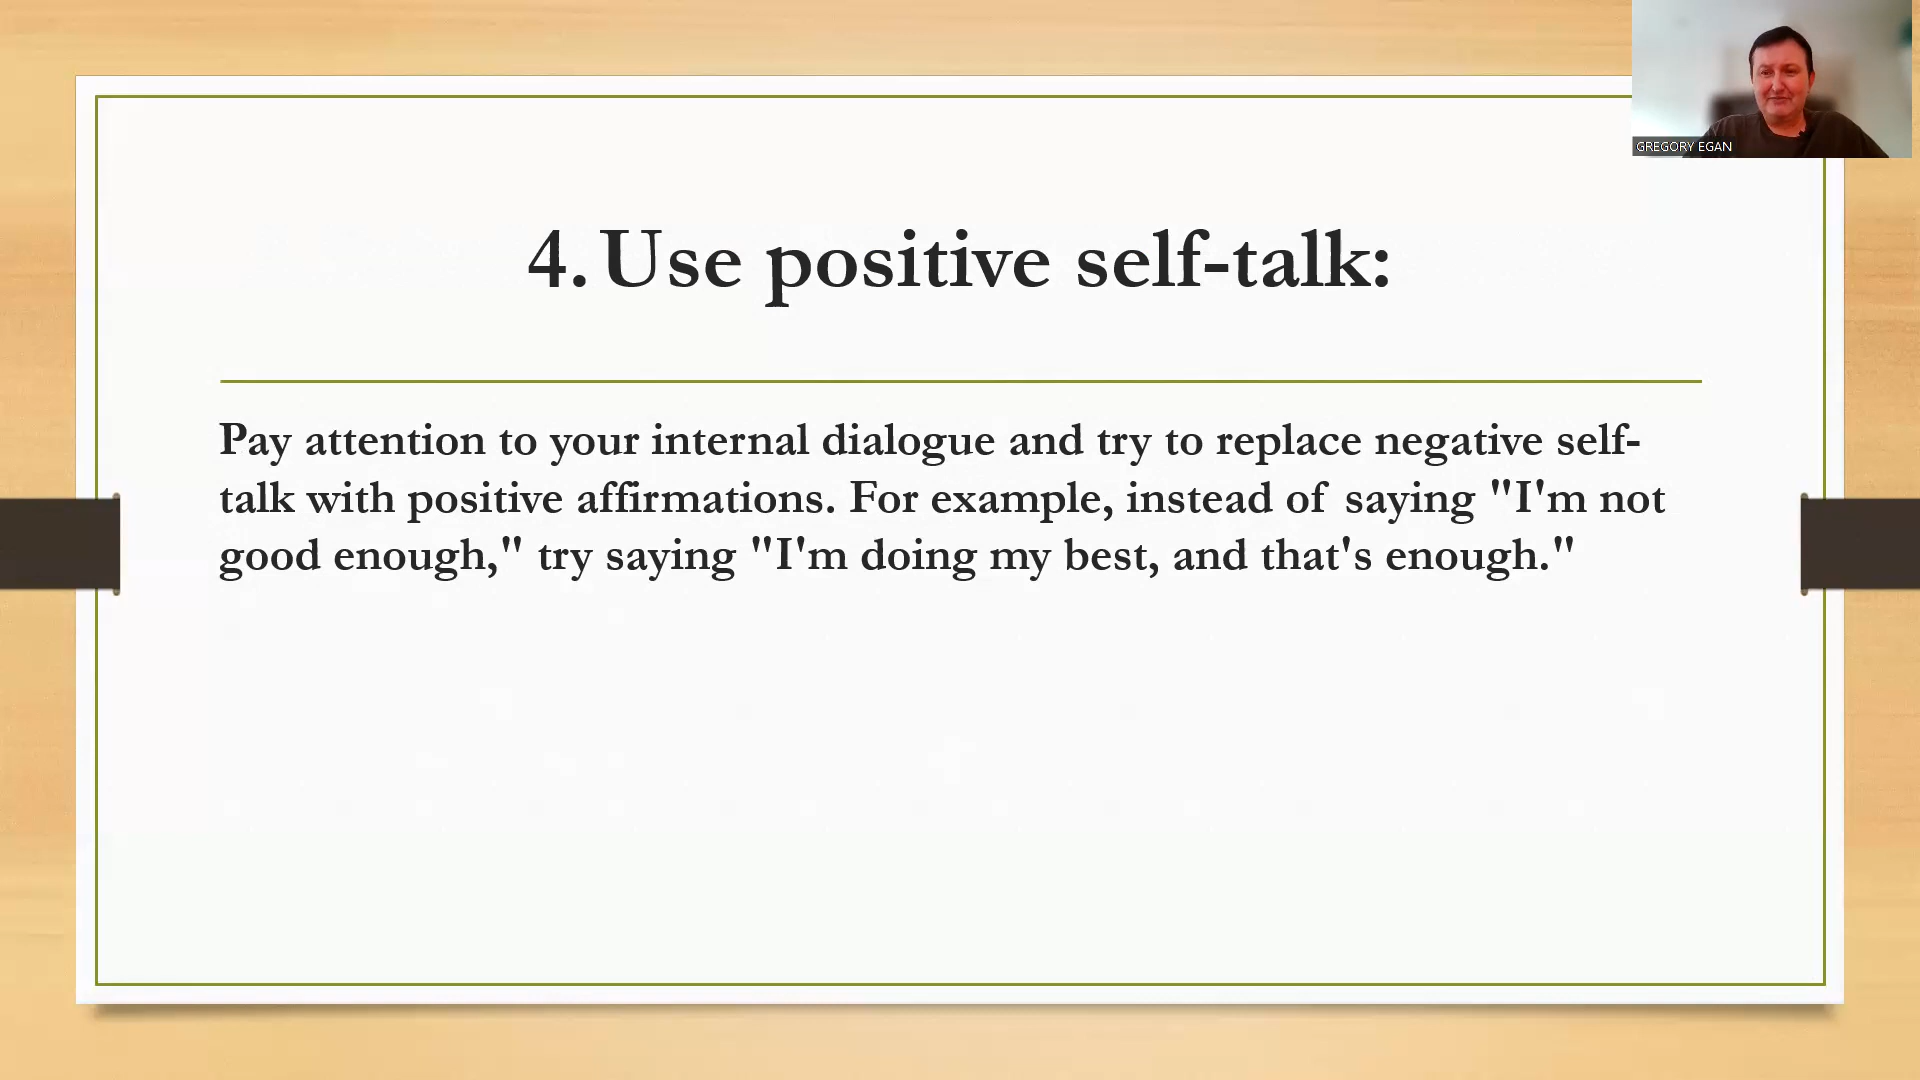 GREGORY EGAN
4. Use positive self-talk:
Pay attention to your internal dialogue and try to replace negative self-
talk with positive affirmations. For example, instead of saying "I'm not
good enough," try saying "I'm doing my best, and that's enough."